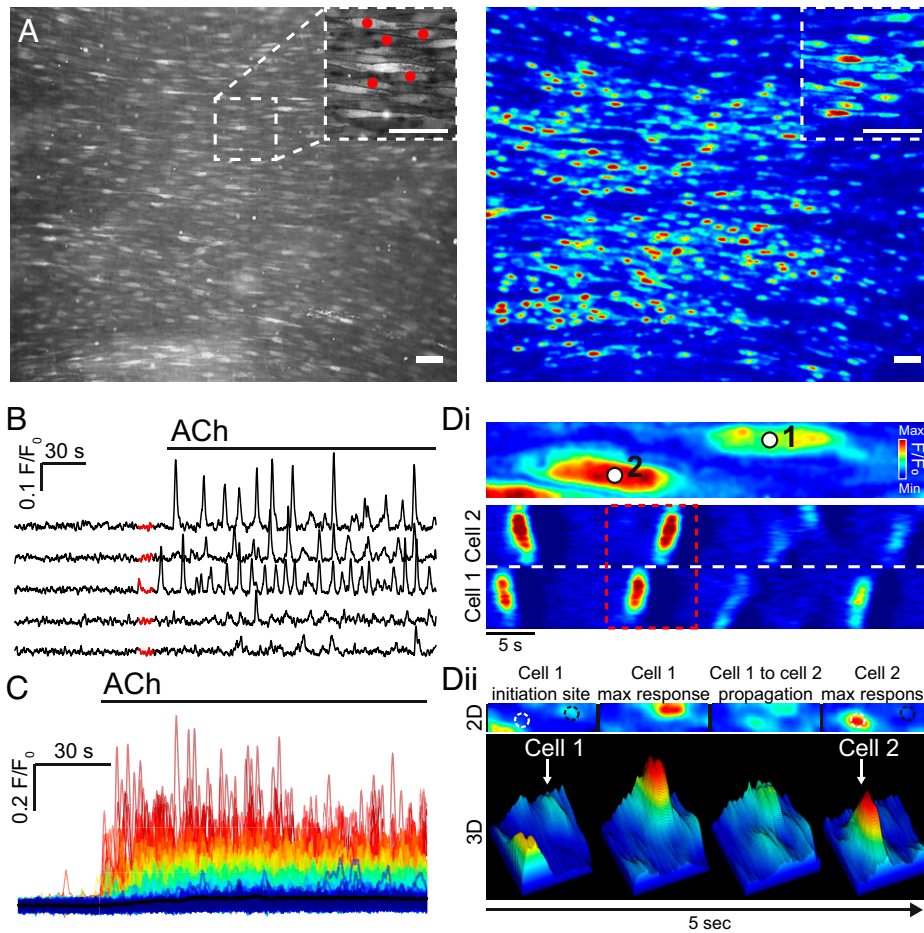 A
B
ACh
30 s
0.1 F/F0
C
ACh
30 s
0.2 F/F0
Di
1
2
Max
F/F0
Min
Cell 2
Cell 1
5 s
Dii
Cell 1 Cell 1 Cell 1 to cell 2 Cell 2
initiation site max response propagation max respons
2D
Cell 1 Cell 2
3D
5 sec